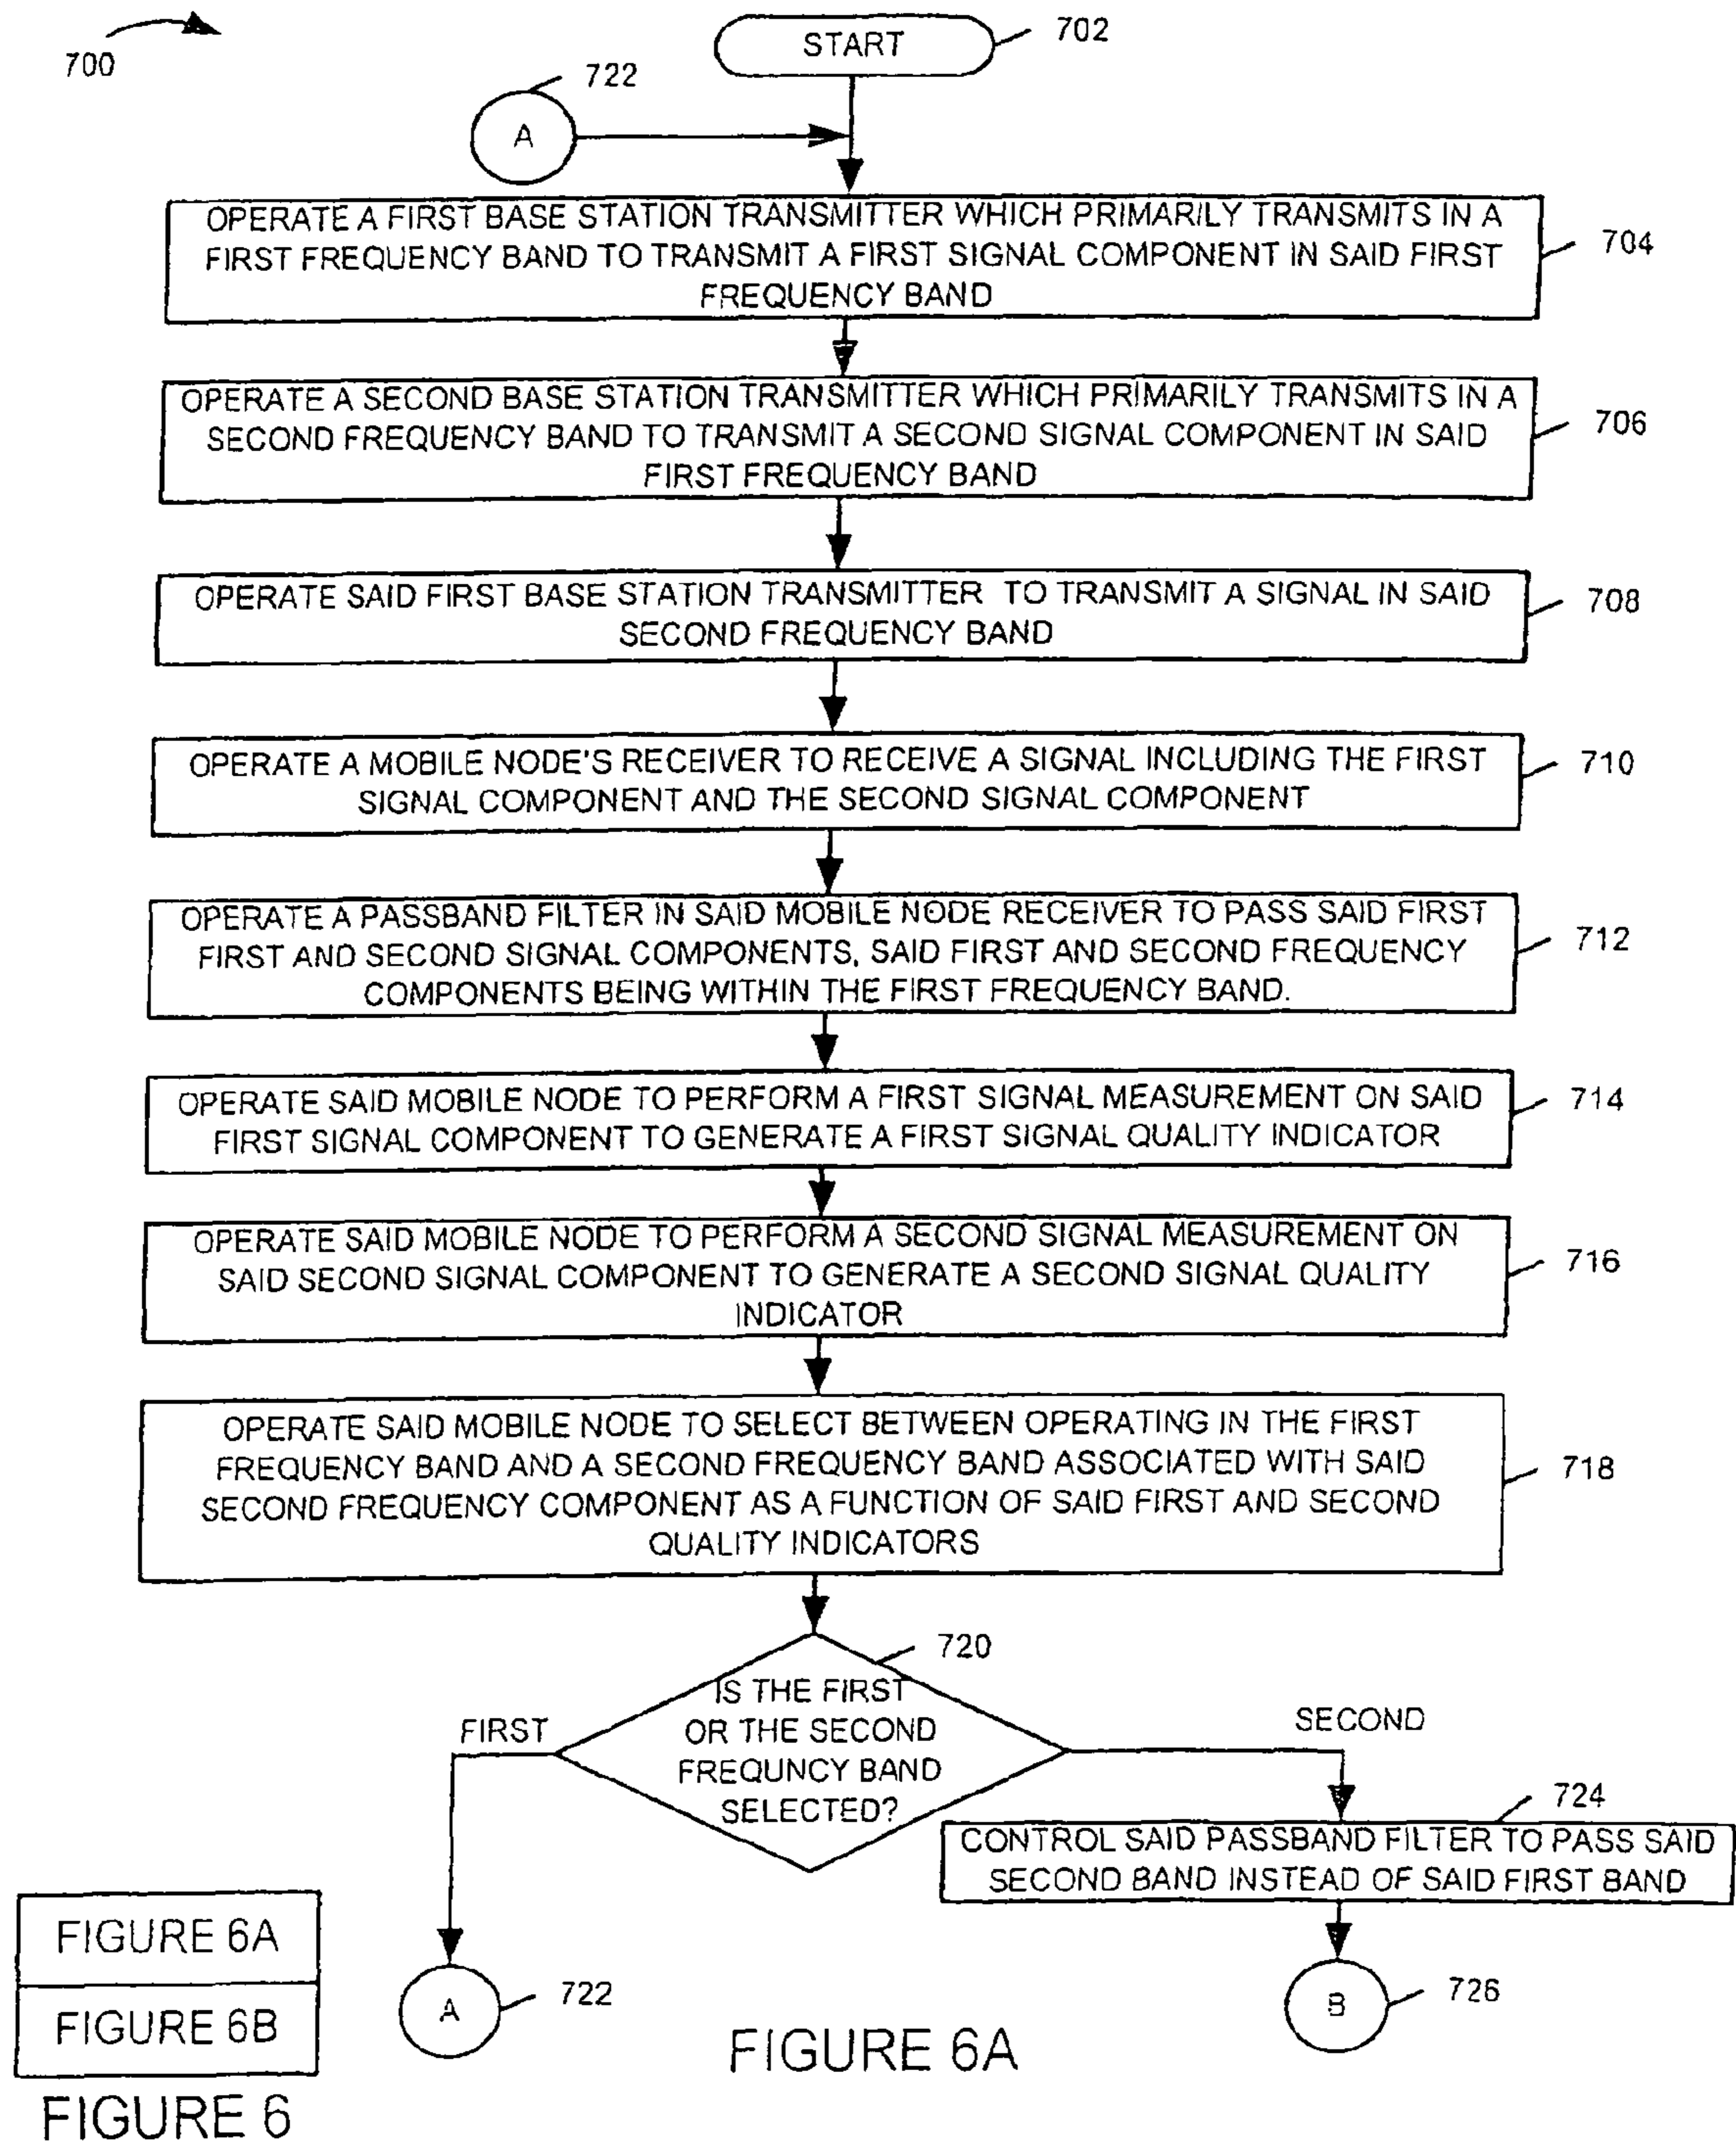 700
START
702
722
A
OPERATE A FIRST BASE STATION TRANSMITTER WHICH PRIMARILY TRANSMITS IN A
FIRST FREQUENCY BAND TO TRANSMIT A FIRST SIGNAL COMPONENT IN SAID FIRST
FREQUENCY BAND
704
OPERATE A SECOND BASE STATION TRANSMITTER WHICH PRIMARILY TRANSMITS IN A
SECOND FREQUENCY BAND TO TRANSMIT A SECOND SIGNAL COMPONENT IN SAID
FIRST FREQUENCY BAND
706
OPERATE SAID FIRST BASE STATION TRANSMITTER TO TRANSMIT A SIGNAL IN SAID
SECOND FREQUENCY BAND
708
OPERATE A MOBILE NODE'S RECEIVER TO RECEIVE A SIGNAL INCLUDING THE FIRST
SIGNAL COMPONENT AND THE SECOND SIGNAL COMPONENT
710
OPERATE A PASSBAND FILTER IN SAID MOBILE NODE RECEIVER TO PASS SAID FIRST
FIRST AND SECOND SIGNAL COMPONENTS, SAID FIRST AND SECOND FREQUENCY
COMPONENTS BEING WITHIN THE FIRST FREQUENCY BAND.
712
OPERATE SAID MOBILE NODE TO PERFORM A FIRST SIGNAL MEASUREMENT ON SAID
FIRST SIGNAL COMPONENT TO GENERATE A FIRST SIGNAL QUALITY INDICATOR
714
OPERATE SAID MOBILE NODE TO PERFORM A SECOND SIGNAL MEASUREMENT ON
SAID SECOND SIGNAL COMPONENT TO GENERATE A SECOND SIGNAL QUALITY
INDICATOR
716
OPERATE SAID MOBILE NODE TO SELECT BETWEEN OPERATING IN THE FIRST
FREQUENCY BAND AND A SECOND FREQUENCY BAND ASSOCIATED WITH SAID
SECOND FREQUENCY COMPONENT AS A FUNCTION OF SAID FIRST AND SECOND
QUALITY INDICATORS
718
720
IS THE FIRST
OR THE SECOND
FREQUNCY BAND
SELECTED?
FIRST
SECOND
724
CONTROL SAID PASSBAND FILTER TO PASS SAID
SECOND BAND INSTEAD OF SAID FIRST BAND
A
722
B
726
FIGURE 6A
FIGURE 6B
FIGURE 6
FIGURE 6A